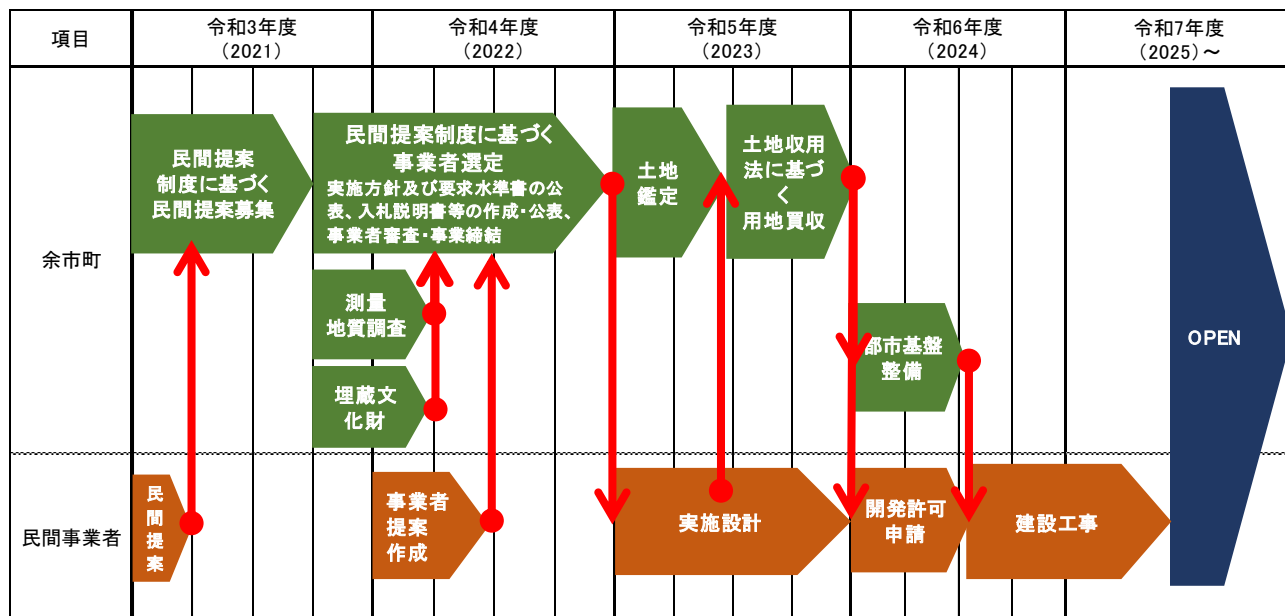 項目
令和3年度
（2021）
令和4年度
（2022）
令和5年度
（2023）
令和6年度
（2024）
令和7年度
（2025）～
余市町
民間提案
制度に基づく
民間提案募集
民間提案制度に基づく
事業者選定
実施方針及び要求水準書の公
表、入札説明書等の作成・公表、
事業者審査・事業締結
土地
鑑定
土地収用
法に基づ
く
用地買収
測量
地質調査
埋蔵文
化財
都市基盤
整備
OPEN
民間事業者
民
間
提
案
事業者
提案
作成
実施設計
開発許可
申請
建設工事